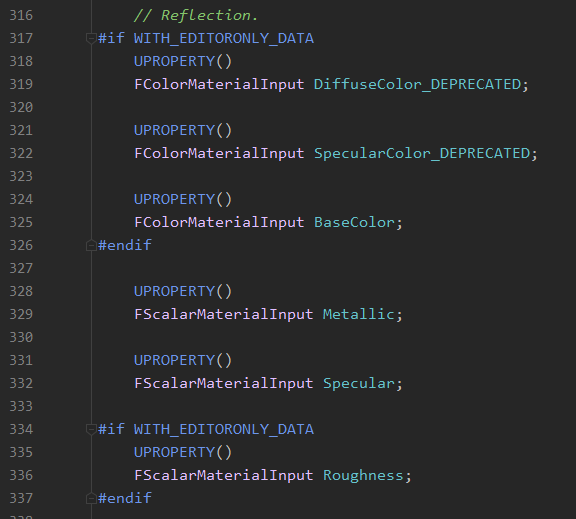 316 // Reflection.
317 #if WITH_EDITORONLY_DATA
318 UPROPERTY()
319 FColorMaterialInput DiffuseColor_DEPRECATED;
320
321 UPROPERTY()
322 FColorMaterialInput SpecularColor_DEPRECATED;
323
324 UPROPERTY()
325 FColorMaterialInput BaseColor;
326 #endif
327
328 UPROPERTY()
329 FScalarMaterialInput Metallic;
330
331 UPROPERTY()
332 FScalarMaterialInput Specular;
333
334 #if WITH_EDITORONLY_DATA
335 UPROPERTY()
336 FScalarMaterialInput Roughness;
337 #endif